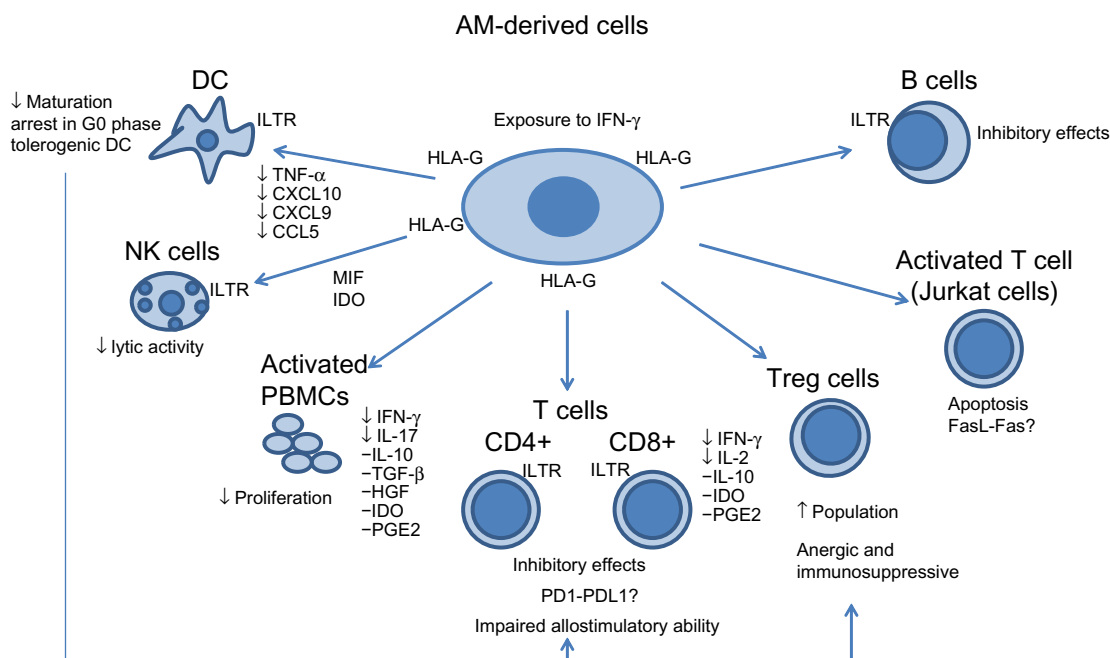 AM-derived cells
DC
↓ Maturation
arrest in G0 phase
tolerogenic DC
ILTR
↓ TNF-α
↓ CXCL10
↓ CXCL9
↓ CCL5
Exposure to IFN-γ
HLA-G
HLA-G
HLA-G
HLA-G
B cells
ILTR
Inhibitory effects
NK cells
ILTR
↓ lytic activity
MIF
IDO
Activated T cell
(Jurkat cells)
Apoptosis
FasL-Fas?
Activated
PBMCs
↓ Proliferation
↓ IFN-γ
↓ IL-17
−IL-10
−TGF-β
−HGF
−IDO
−PGE2
T cells
CD4+
ILTR
CD8+
ILTR
↓ IFN-γ
↓ IL-2
−IL-10
−IDO
−PGE2
Inhibitory effects
PD1-PDL1?
Impaired allostimulatory ability
Treg cells
↑ Population
Anergic and
immunosuppressive